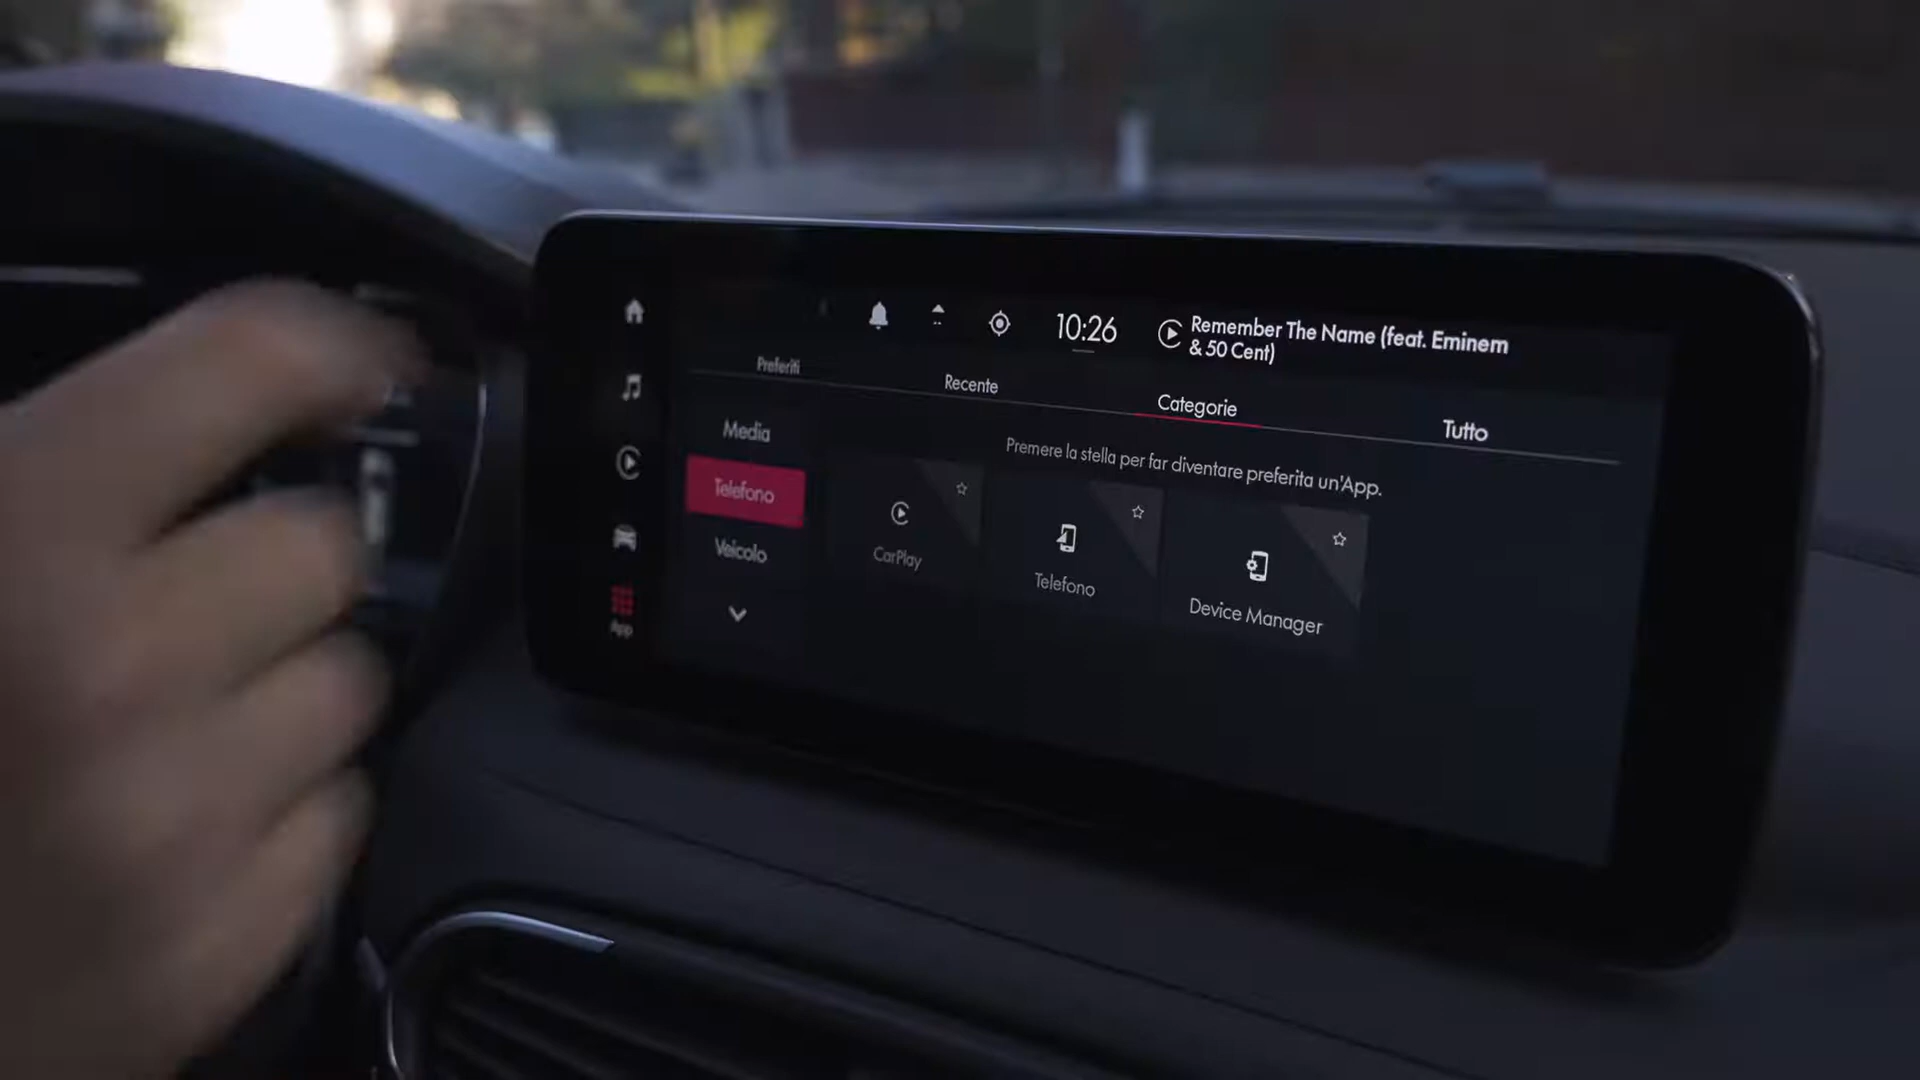 10:26
Remember The Name (feat. Eminem
& 50 Cent)
Preferiti
Recente
Categorie
Tutto
Premere la stella per far diventare preferita un'App.
Media
Telefono
Veicolo
CarPlay
Telefono
Device Manager
App